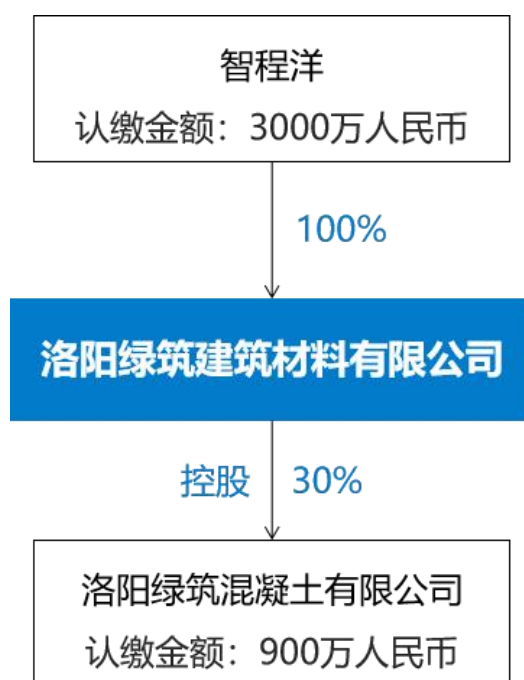 智程洋
认缴金额：3000万人民币
100%
洛阳绿筑建筑材料有限公司
控股 30%
洛阳绿筑混凝土有限公司
认缴金额：900万人民币